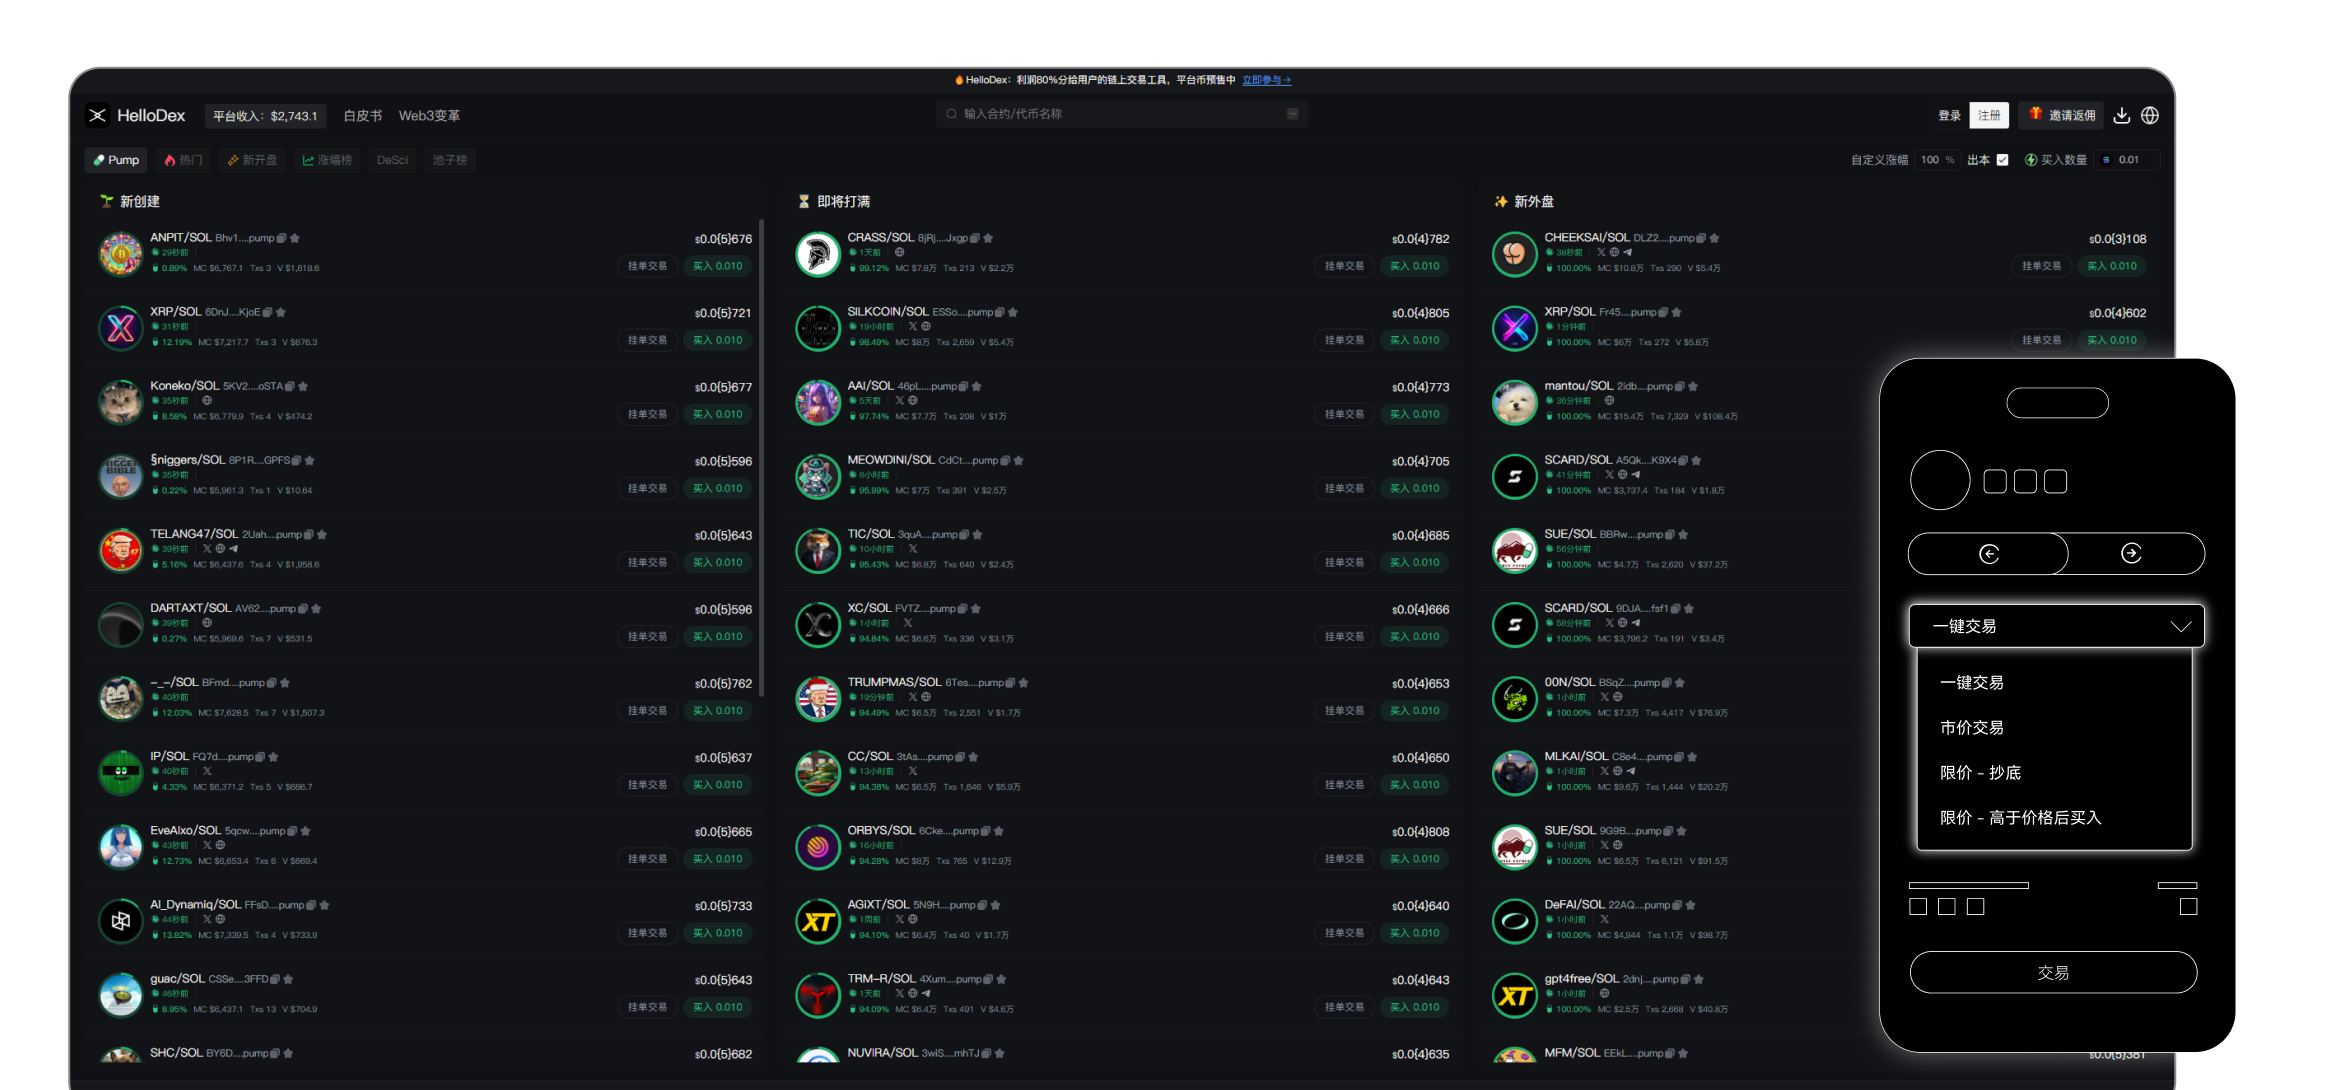 HelloDex：利润80%分给用户的链上交易工具，平台币预售中 立即参与→
HelloDex 平台收入：$2,743.1 白皮书 Web3变革 输入合约/代币名称 登录 注册 邀请返佣
Pump 热门 新开盘 涨幅榜 DeSci 池子榜 自定义涨幅 100 % 出本 买入数量 0.01
新创建
ANPIT/SOL Bhv1....pump $0.0{5}676
29秒前
0.89% MC $6,767.1 Txs 3 V $1,618.6 挂单交易 买入 0.010
XRP/SOL 6DnJ....KjoE $0.0{5}721
31秒前
12.19% MC $7,217.7 Txs 3 V $676.3 挂单交易 买入 0.010
Koneko/SOL 5KV2....oSTA $0.0{5}677
35秒前
8.58% MC $6,779.9 Txs 4 V $474.2 挂单交易 买入 0.010
§niggers/SOL 8P1R....GPFS $0.0{5}596
35秒前
0.22% MC $5,961.3 Txs 1 V $10.64 挂单交易 买入 0.010
TELANG47/SOL 2Uah....pump $0.0{5}643
39秒前
5.16% MC $6,437.6 Txs 4 V $1,958.6 挂单交易 买入 0.010
DARTAXT/SOL AV62....pump $0.0{5}596
39秒前
0.27% MC $5,969.6 Txs 7 V $531.5 挂单交易 买入 0.010
-_-/SOL BFmd....pump $0.0{5}762
40秒前
12.03% MC $7,628.5 Txs 7 V $1,507.3 挂单交易 买入 0.010
IP/SOL FQ7d....pump $0.0{5}637
40秒前
4.33% MC $6,371.2 Txs 5 V $686.7 挂单交易 买入 0.010
EveAIxo/SOL 5qcw....pump $0.0{5}665
43秒前
12.73% MC $6,653.4 Txs 6 V $669.4 挂单交易 买入 0.010
AI_Dynamiq/SOL FFsD....pump $0.0{5}733
44秒前
13.82% MC $7,339.5 Txs 4 V $733.9 挂单交易 买入 0.010
guac/SOL CSSe....3FFD $0.0{5}643
46秒前
8.95% MC $6,437.1 Txs 13 V $704.9 挂单交易 买入 0.010
SHC/SOL BY6D....pump $0.0{5}682
即将打满
CRASS/SOL 8jRj....Jxgp $0.0{4}782
1天前
99.12% MC $7.8万 Txs 213 V $2.2万 挂单交易 买入 0.010
SILKCOIN/SOL ESSo....pump $0.0{4}805
19小时前
98.49% MC $8万 Txs 2,659 V $5.4万 挂单交易 买入 0.010
AAI/SOL 46pL....pump $0.0{4}773
5天前
97.74% MC $7.7万 Txs 208 V $1万 挂单交易 买入 0.010
MEOWDINI/SOL CdCt....pump $0.0{4}705
8小时前
95.99% MC $7万 Txs 391 V $2.5万 挂单交易 买入 0.010
TIC/SOL 3quA....pump $0.0{4}685
10小时前
95.43% MC $6.8万 Txs 640 V $2.4万 挂单交易 买入 0.010
XC/SOL FVTZ....pump $0.0{4}666
1小时前
94.84% MC $6.6万 Txs 336 V $3.1万 挂单交易 买入 0.010
TRUMPMAS/SOL 6Tes....pump $0.0{4}653
19分钟前
94.49% MC $6.5万 Txs 2,551 V $1.7万 挂单交易 买入 0.010
CC/SOL 3tAs....pump $0.0{4}650
13小时前
94.38% MC $6.5万 Txs 1,646 V $5.9万 挂单交易 买入 0.010
ORBYS/SOL 6Cke....pump $0.0{4}808
16小时前
94.28% MC $8万 Txs 765 V $12.9万 挂单交易 买入 0.010
AGIXT/SOL 5N9H....pump $0.0{4}640
1周前
94.10% MC $6.4万 Txs 40 V $1.7万 挂单交易 买入 0.010
TRM-R/SOL 4Xum....pump $0.0{4}643
1天前
94.09% MC $6.4万 Txs 491 V $4.6万 挂单交易 买入 0.010
NUVIRA/SOL 3wiS....mhTJ $0.0{4}635
新外盘
CHEEKSAI/SOL DLZ2....pump $0.0{3}108
38秒前
100.00% MC $10.8万 Txs 290 V $5.4万 挂单交易 买入 0.010
XRP/SOL Fr45....pump $0.0{4}602
1分钟前
100.00% MC $6万 Txs 272 V $5.8万 挂单交易 买入 0.010
mantou/SOL 2idb....pump
36分钟前
100.00% MC $15.4万 Txs 7,329 V $108.4万
SCARD/SOL A5Qk....K9X4
41分钟前
100.00% MC $3,737.4 Txs 184 V $1.8万
SUE/SOL BBRw....pump
56分钟前
100.00% MC $4.7万 Txs 2,620 V $37.2万
SCARD/SOL 9DJA....fsf1
58分钟前
100.00% MC $3,796.2 Txs 191 V $3.4万
00N/SOL BSqZ....pump
1小时前
100.00% MC $7.3万 Txs 4,417 V $76.9万
MLKAI/SOL C8e4....pump
1小时前
100.00% MC $9.6万 Txs 1,444 V $20.2万
SUE/SOL 9G9B....pump
1小时前
100.00% MC $6.5万 Txs 6,121 V $91.5万
DeFAI/SOL 22AQ....pump
1小时前
100.00% MC $4,944 Txs 1.1万 V $98.7万
gpt4free/SOL 2dnj....pump
1小时前
100.00% MC $2.5万 Txs 2,668 V $40.8万
MFM/SOL EEkL....pump $0.0{5}381
一键交易
一键交易
市价交易
限价 - 抄底
限价 - 高于价格后买入
交易